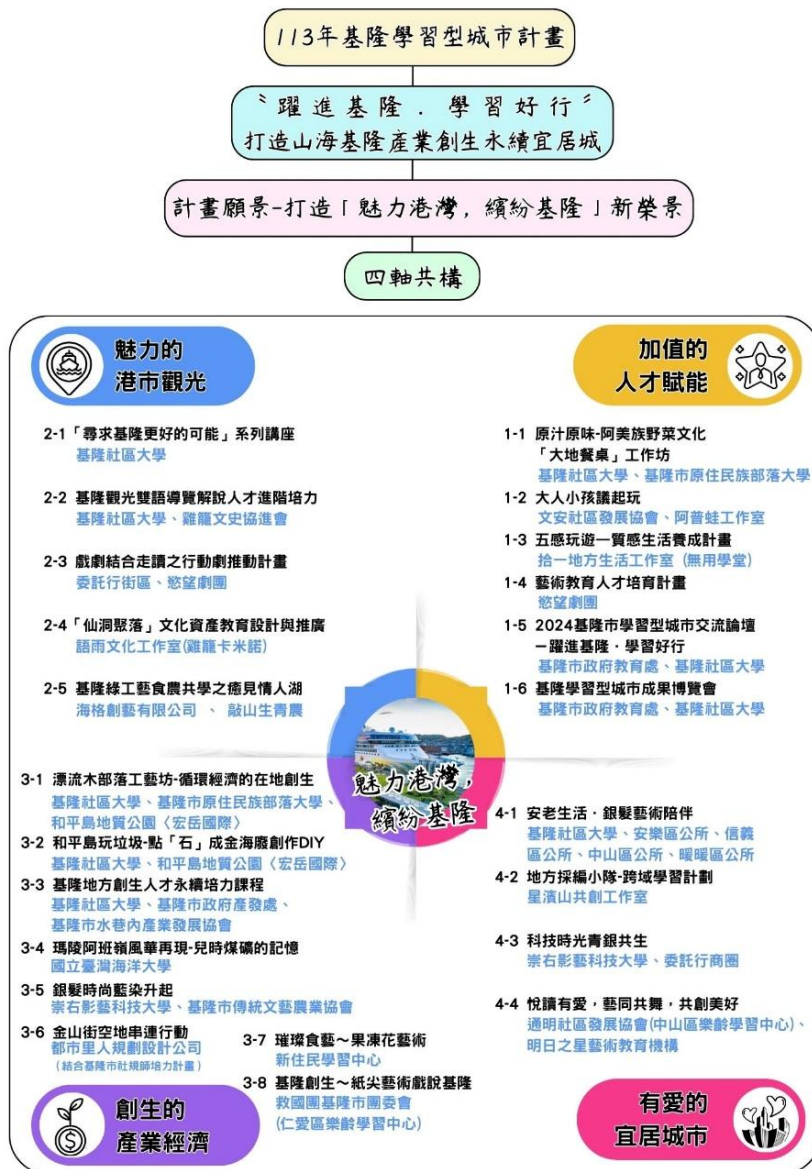 113年基隆學習型城市計畫
〝躍進基隆．學習好行〞
打造山海基隆產業創生永續宜居城
計畫願景-打造「魅力港灣，繽紛基隆」新榮景
四軸共構
魅力的
港市觀光
2-1「尋求基隆更好的可能」系列講座
基隆社區大學
2-2 基隆觀光雙語導覽解說人才進階培力
基隆社區大學、雞籠文史協進會
2-3 戲劇結合走讀之行動劇推動計畫
委託行街區、慾望劇團
2-4「仙洞聚落」文化資產教育設計與推廣
語雨文化工作室(雞籠卡米諾)
2-5 基隆綠工藝食農共學之癒見情人湖
海格創藝有限公司 、 敲山生青農
加值的
人才賦能
1-1 原汁原味-阿美族野菜文化
「大地餐桌」工作坊
基隆社區大學、基隆市原住民族部落大學
1-2 大人小孩議起玩
文安社區發展協會、阿普蛙工作室
1-3 五感玩遊一質感生活養成計畫
拾一地方生活工作室 (無用學堂)
1-4 藝術教育人才培育計畫
慾望劇團
1-5 2024基隆市學習型城市交流論壇
－躍進基隆．學習好行
基隆市政府教育處、基隆社區大學
1-6 基隆學習型城市成果博覽會
基隆市政府教育處、基隆社區大學
魅力港灣，
繽紛基隆
3-1 漂流木部落工藝坊-循環經濟的在地創生
基隆社區大學、基隆市原住民族部落大學、
和平島地質公園〈宏岳國際〉
3-2 和平島玩垃圾-點「石」成金海廢創作DIY
基隆社區大學、和平島地質公園〈宏岳國際〉
3-3 基隆地方創生人才永續培力課程
基隆社區大學、基隆市政府產發處、
基隆市水巷內產業發展協會
3-4 瑪陵阿班嶺風華再現-兒時煤礦的記憶
國立臺灣海洋大學
3-5 銀髮時尚藍染升起
崇右影藝科技大學、基隆市傳統文藝農業協會
3-6 金山街空地串連行動
都市里人規劃設計公司
（結合基隆市社規師培力計畫）
3-7 璀璨食藝～果凍花藝術
新住民學習中心
3-8 基隆創生～紙尖藝術戲說基隆
救國團基隆市團委會
(仁愛區樂齡學習中心)
創生的
產業經濟
4-1 安老生活．銀髮藝術陪伴
基隆社區大學、安樂區公所、信義
區公所、中山區公所、暖暖區公所
4-2 地方採編小隊-跨域學習計劃
星濱山共創工作室
4-3 科技時光青銀共生
崇右影藝科技大學、委託行商圈
4-4 悅讀有愛，藝同共舞，共創美好
通明社區發展協會(中山區樂齡學習中心)、
明日之星藝術教育機構
有愛的
宜居城市